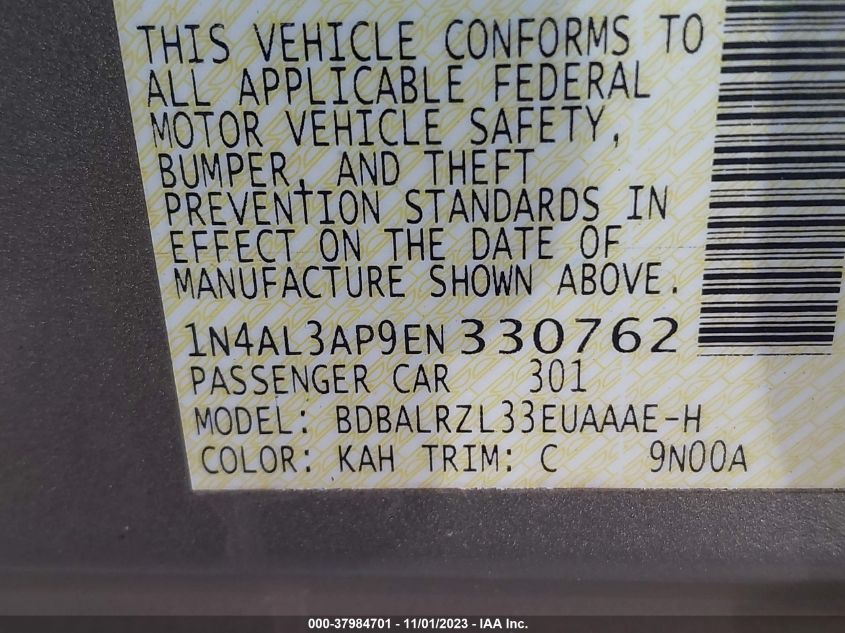 THIS VEHICLE CONFORMS TO
ALL APPLICABLE FEDERAL
MOTOR VEHICLE SAFETY,
BUMPER, AND THEFT
PREVENTION STANDARDS IN
EFFECT ON THE DATE OF
MANUFACTURE SHOWN ABOVE.
1N4AL3AP9EN330762
PASSENGER CAR 301
MODEL: BDBALRZL33EUAAAE-H
COLOR: KAH TRIM: C 9N00A
000-37984701 - 11/01/2023 - IAA Inc.